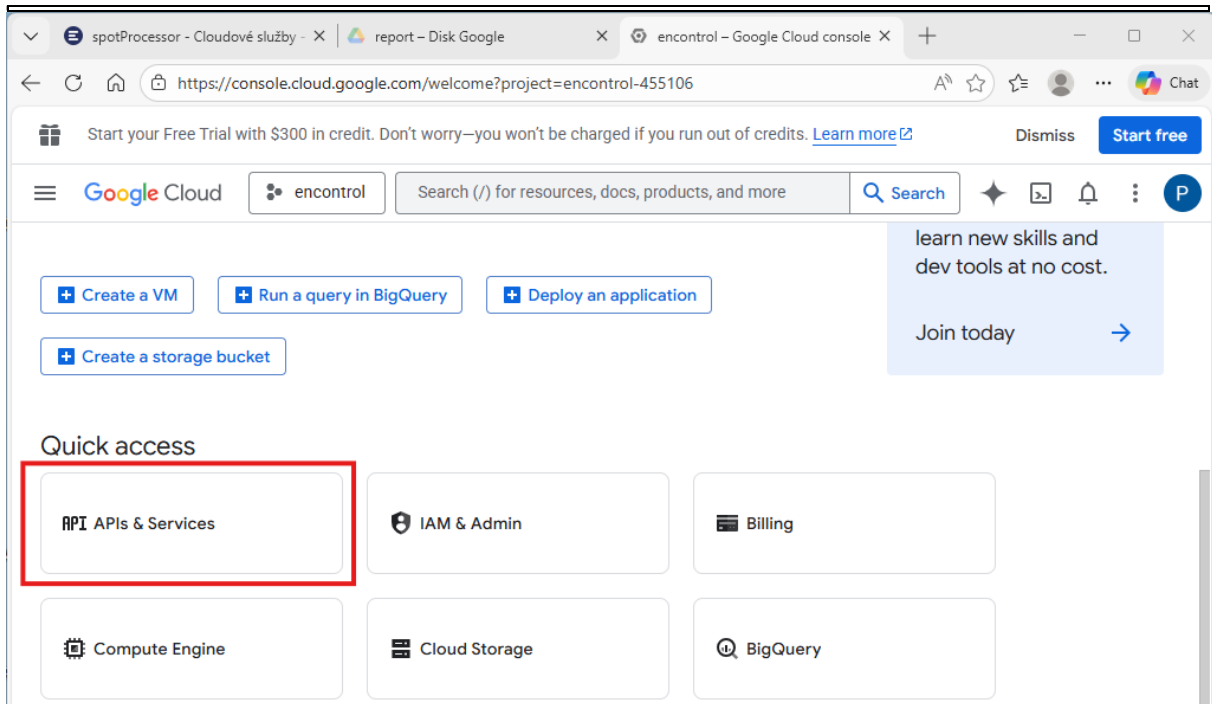 spotProcessor - Cloudové služby -
report – Disk Google
encontrol – Google Cloud console
https://console.cloud.google.com/welcome?project=encontrol-455106
Chat
Start your Free Trial with $300 in credit. Don't worry—you won't be charged if you run out of credits. Learn more
Dismiss
Start free
Google Cloud
encontrol
Search (/) for resources, docs, products, and more
Search
P
learn new skills and
dev tools at no cost.
Join today
Create a VM
Run a query in BigQuery
Deploy an application
Create a storage bucket
Quick access
API APIs & Services
IAM & Admin
Billing
Compute Engine
Cloud Storage
BigQuery